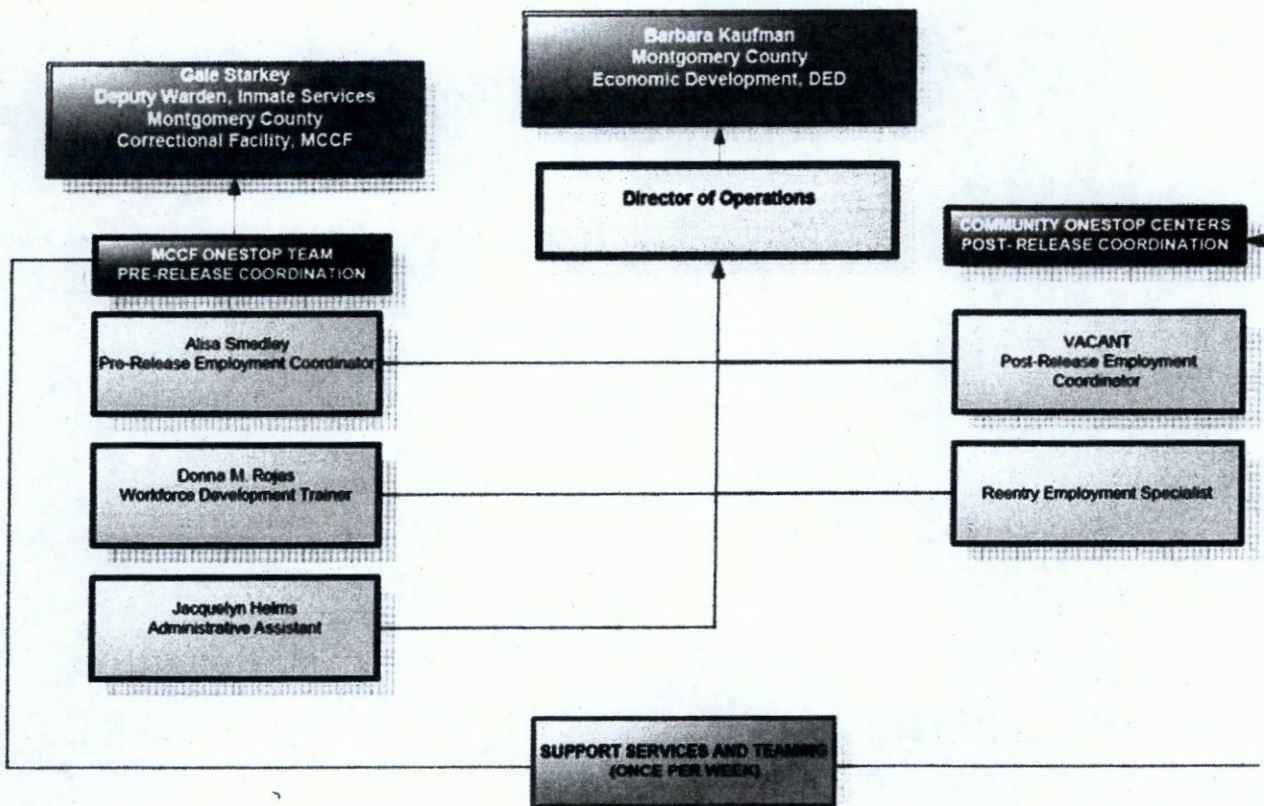 Gale Starkey
Deputy Warden, Inmate Services
Montgomery County
Correctional Facility, MCCF
Barbara Kaufman
Montgomery County
Economic Development, DED
Director of Operations
MCCF ONESTOP TEAM
PRE-RELEASE COORDINATION
COMMUNITY ONESTOP CENTERS
POST- RELEASE COORDINATION
Alisa Smedley
Pre-Release Employment Coordinator
VACANT
Post-Release Employment
Coordinator
Donna M. Rojas
Workforce Development Trainer
Reentry Employment Specialist
Jacquelyn Helms
Administrative Assistant
SUPPORT SERVICES AND TEAMING
(ONCE PER WEEK)